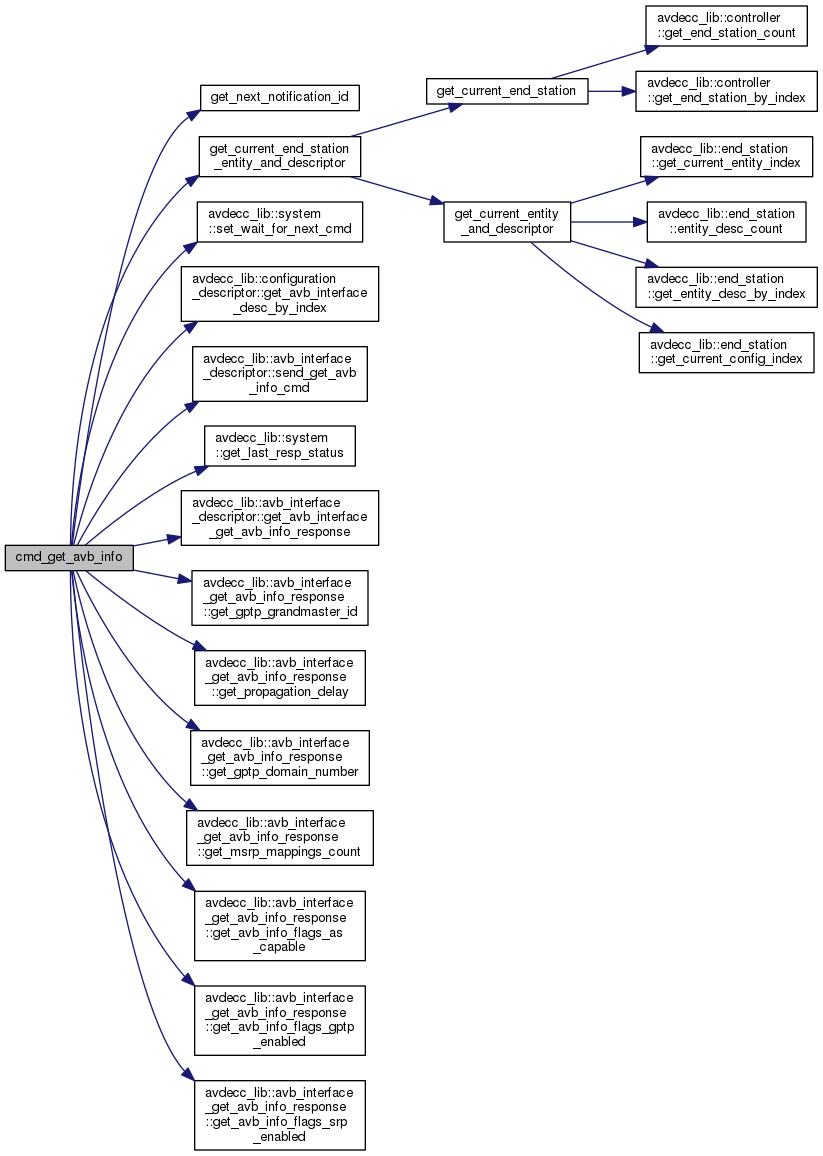 avdecc_lib::controller
::get_end_station_count
avdecc_lib::controller
::get_end_station_by_index
get_current_end_station
get_next_notification_id
get_current_end_station
_entity_and_descriptor
avdecc_lib::end_station
::get_current_entity_index
get_current_entity
_and_descriptor
avdecc_lib::end_station
::entity_desc_count
avdecc_lib::end_station
::get_entity_desc_by_index
avdecc_lib::end_station
::get_current_config_index
avdecc_lib::system
::set_wait_for_next_cmd
avdecc_lib::configuration
_descriptor::get_avb_interface
_desc_by_index
avdecc_lib::avb_interface
_descriptor::send_get_avb
_info_cmd
avdecc_lib::system
::get_last_resp_status
avdecc_lib::avb_interface
_descriptor::get_avb_interface
_get_avb_info_response
cmd_get_avb_info
avdecc_lib::avb_interface
_get_avb_info_response
::get_gptp_grandmaster_id
avdecc_lib::avb_interface
_get_avb_info_response
::get_propagation_delay
avdecc_lib::avb_interface
_get_avb_info_response
::get_gptp_domain_number
avdecc_lib::avb_interface
_get_avb_info_response
::get_msrp_mappings_count
avdecc_lib::avb_interface
_get_avb_info_response
::get_avb_info_flags_as
_capable
avdecc_lib::avb_interface
_get_avb_info_response
::get_avb_info_flags_gptp
_enabled
avdecc_lib::avb_interface
_get_avb_info_response
::get_avb_info_flags_srp
_enabled